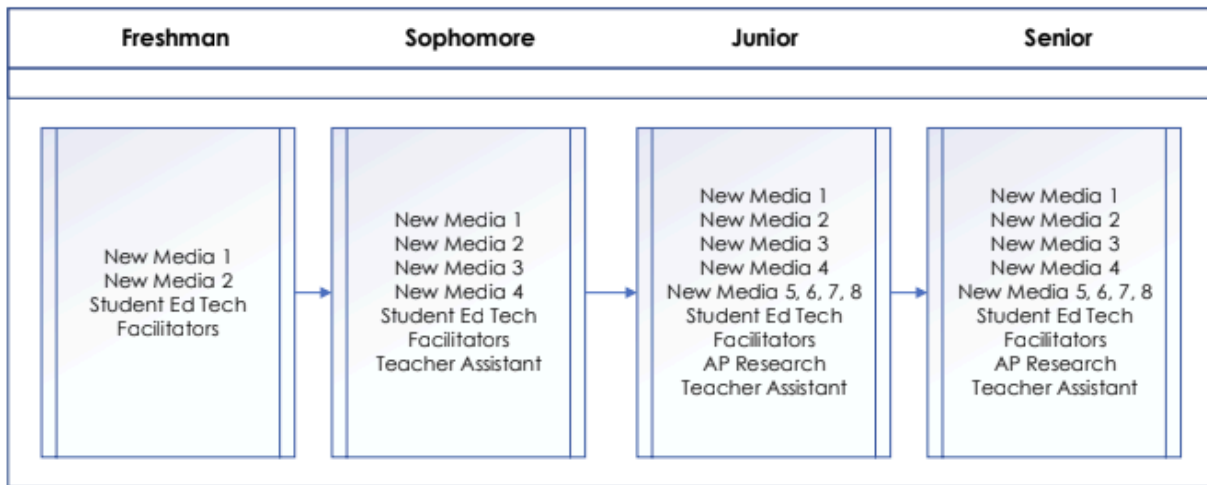 Freshman
Sophomore
Junior
Senior
New Media 1
New Media 2
Student Ed Tech
Facilitators
New Media 1
New Media 2
New Media 3
New Media 4
Student Ed Tech
Facilitators
Teacher Assistant
New Media 1
New Media 2
New Media 3
New Media 4
New Media 5, 6, 7, 8
Student Ed Tech
Facilitators
AP Research
Teacher Assistant
New Media 1
New Media 2
New Media 3
New Media 4
New Media 5, 6, 7, 8
Student Ed Tech
Facilitators
AP Research
Teacher Assistant